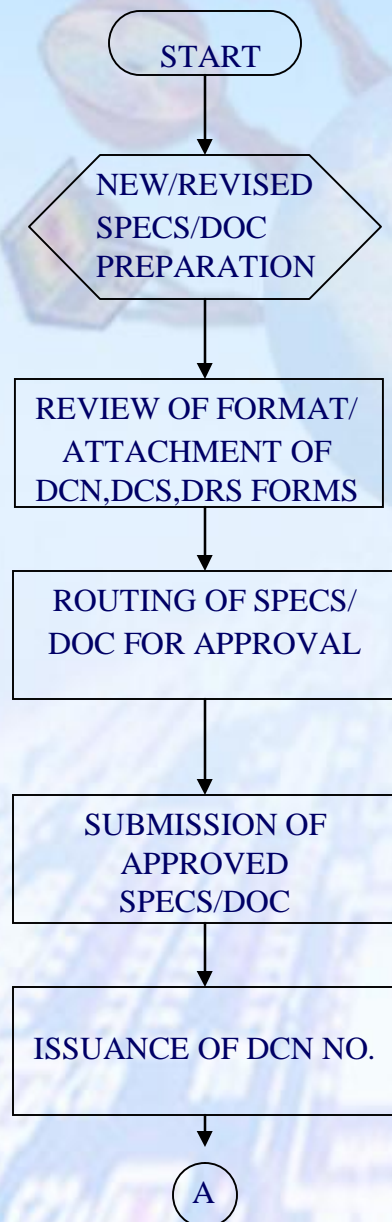 START
NEW/REVISED
SPECS/DOC
PREPARATION
REVIEW OF FORMAT/
ATTACHMENT OF
DCN,DCS,DRS FORMS
ROUTING OF SPECS/
DOC FOR APPROVAL
SUBMISSION OF
APPROVED
SPECS/DOC
ISSUANCE OF DCN NO.
A